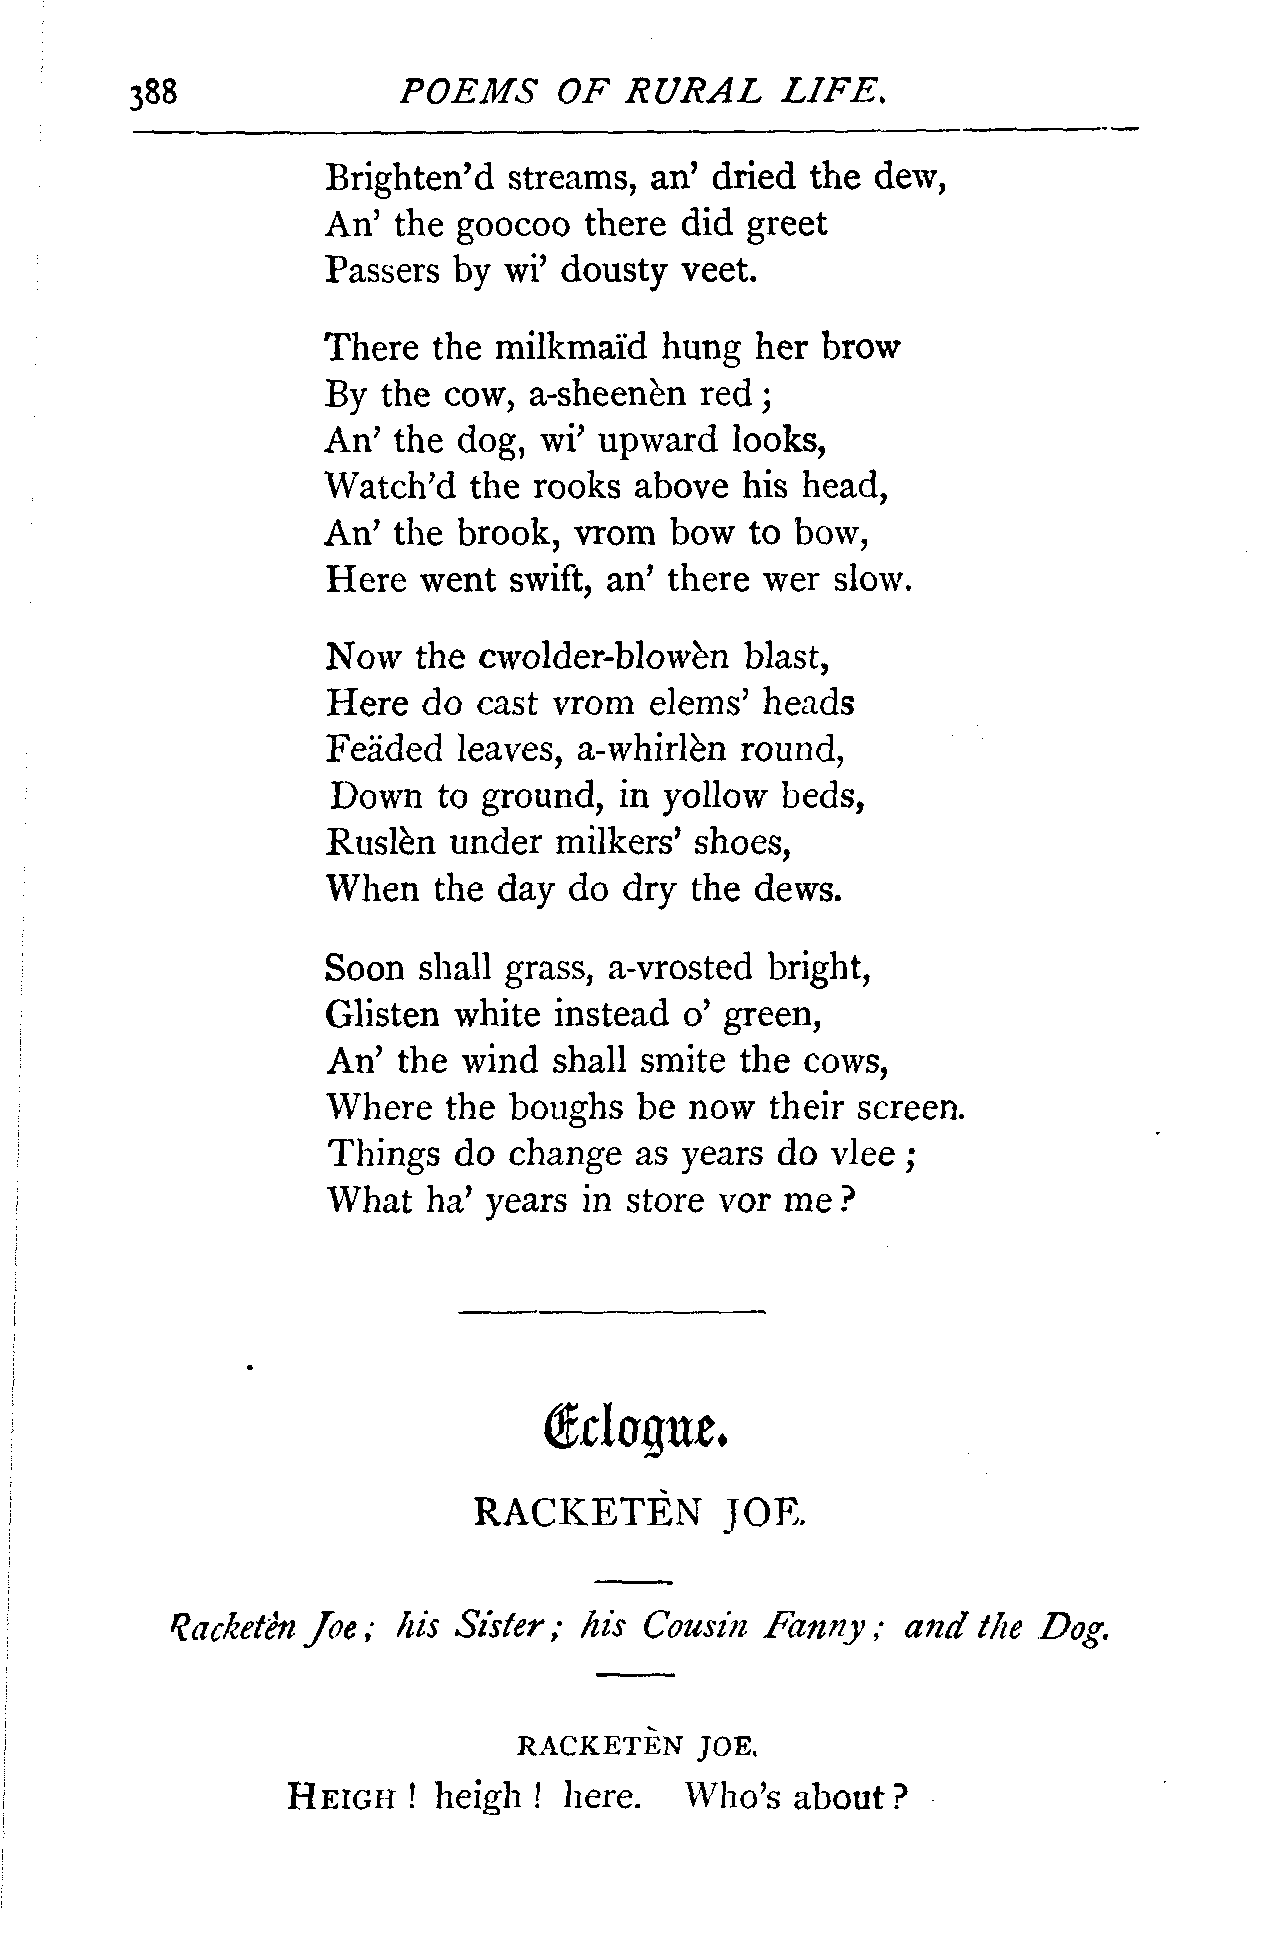 388 POEMS OF RURAL LIFE.
Brighten'd streams, an' dried the dew,
An' the goocoo there did greet
Passers by wi' dousty veet.
There the milkmaïd hung her brow
By the cow, a-sheenèn red;
An' the dog, wi' upward looks,
Watch'd the rooks above his head,
An' the brook, vrom bow to bow,
Here went swift, an' there wer slow.
Now the cwolder-blowèn blast,
Here do cast vrom elems' heads
Feäded leaves, a-whirlèn round,
Down to ground, in yollow beds,
Ruslèn under milkers' shoes,
When the day do dry the dews.
Soon shall grass, a-vrosted bright,
Glisten white instead o' green,
An' the wind shall smite the cows,
Where the boughs be now their screen.
Things do change as years do vlee;
What ha' years in store vor me?
Eclogue.
RACKETÈN JOE.
Racketèn Joe; his Sister; his Cousin Fanny; and the Dog.
RACKETÈN JOE.
HEIGH! heigh! here. Who's about?